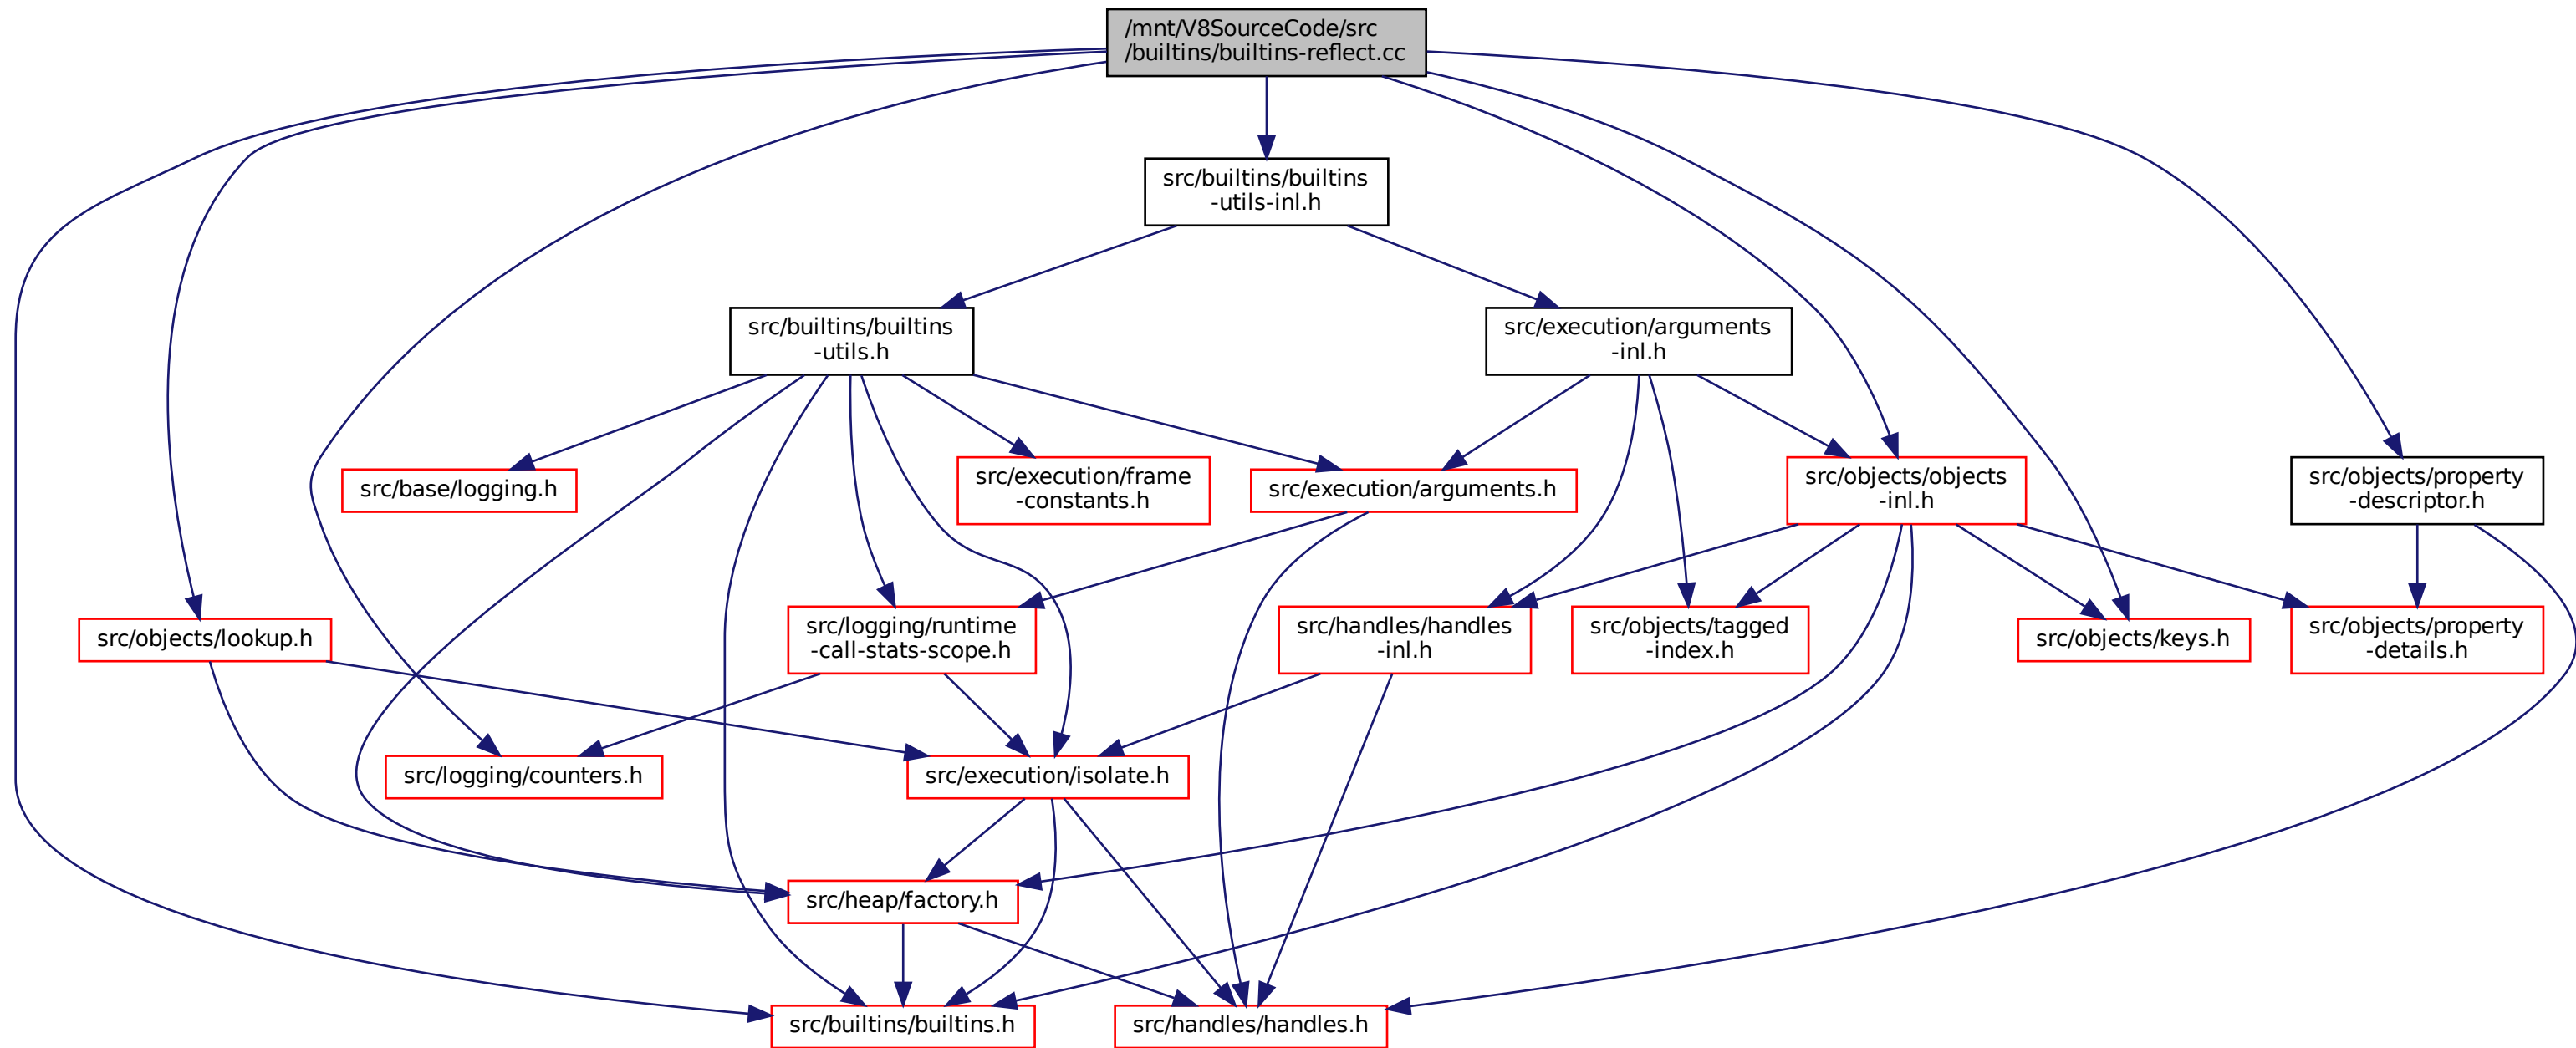 /mnt/V8SourceCode/src
/builtins/builtins-reflect.cc
src/builtins/builtins
-utils-inl.h
src/builtins/builtins
-utils.h
src/execution/arguments
-inl.h
src/base/logging.h
src/execution/frame
-constants.h
src/execution/arguments.h
src/objects/objects
-inl.h
src/objects/property
-descriptor.h
src/objects/lookup.h
src/logging/runtime
-call-stats-scope.h
src/handles/handles
-inl.h
src/objects/tagged
-index.h
src/objects/keys.h
src/objects/property
-details.h
src/logging/counters.h
src/execution/isolate.h
src/heap/factory.h
src/builtins/builtins.h
src/handles/handles.h